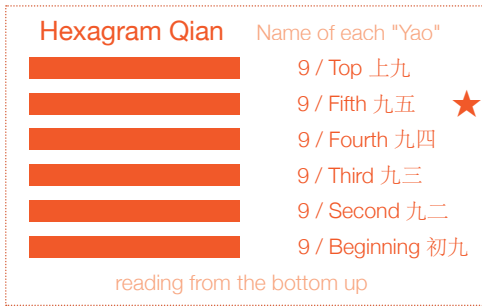 Hexagram Qian Name of each "Yao"
9 / Top 上九
9 / Fifth 九五
9 / Fourth 九四
9 / Third 九三
9 / Second 九二
9 / Beginning 初九
reading from the bottom up